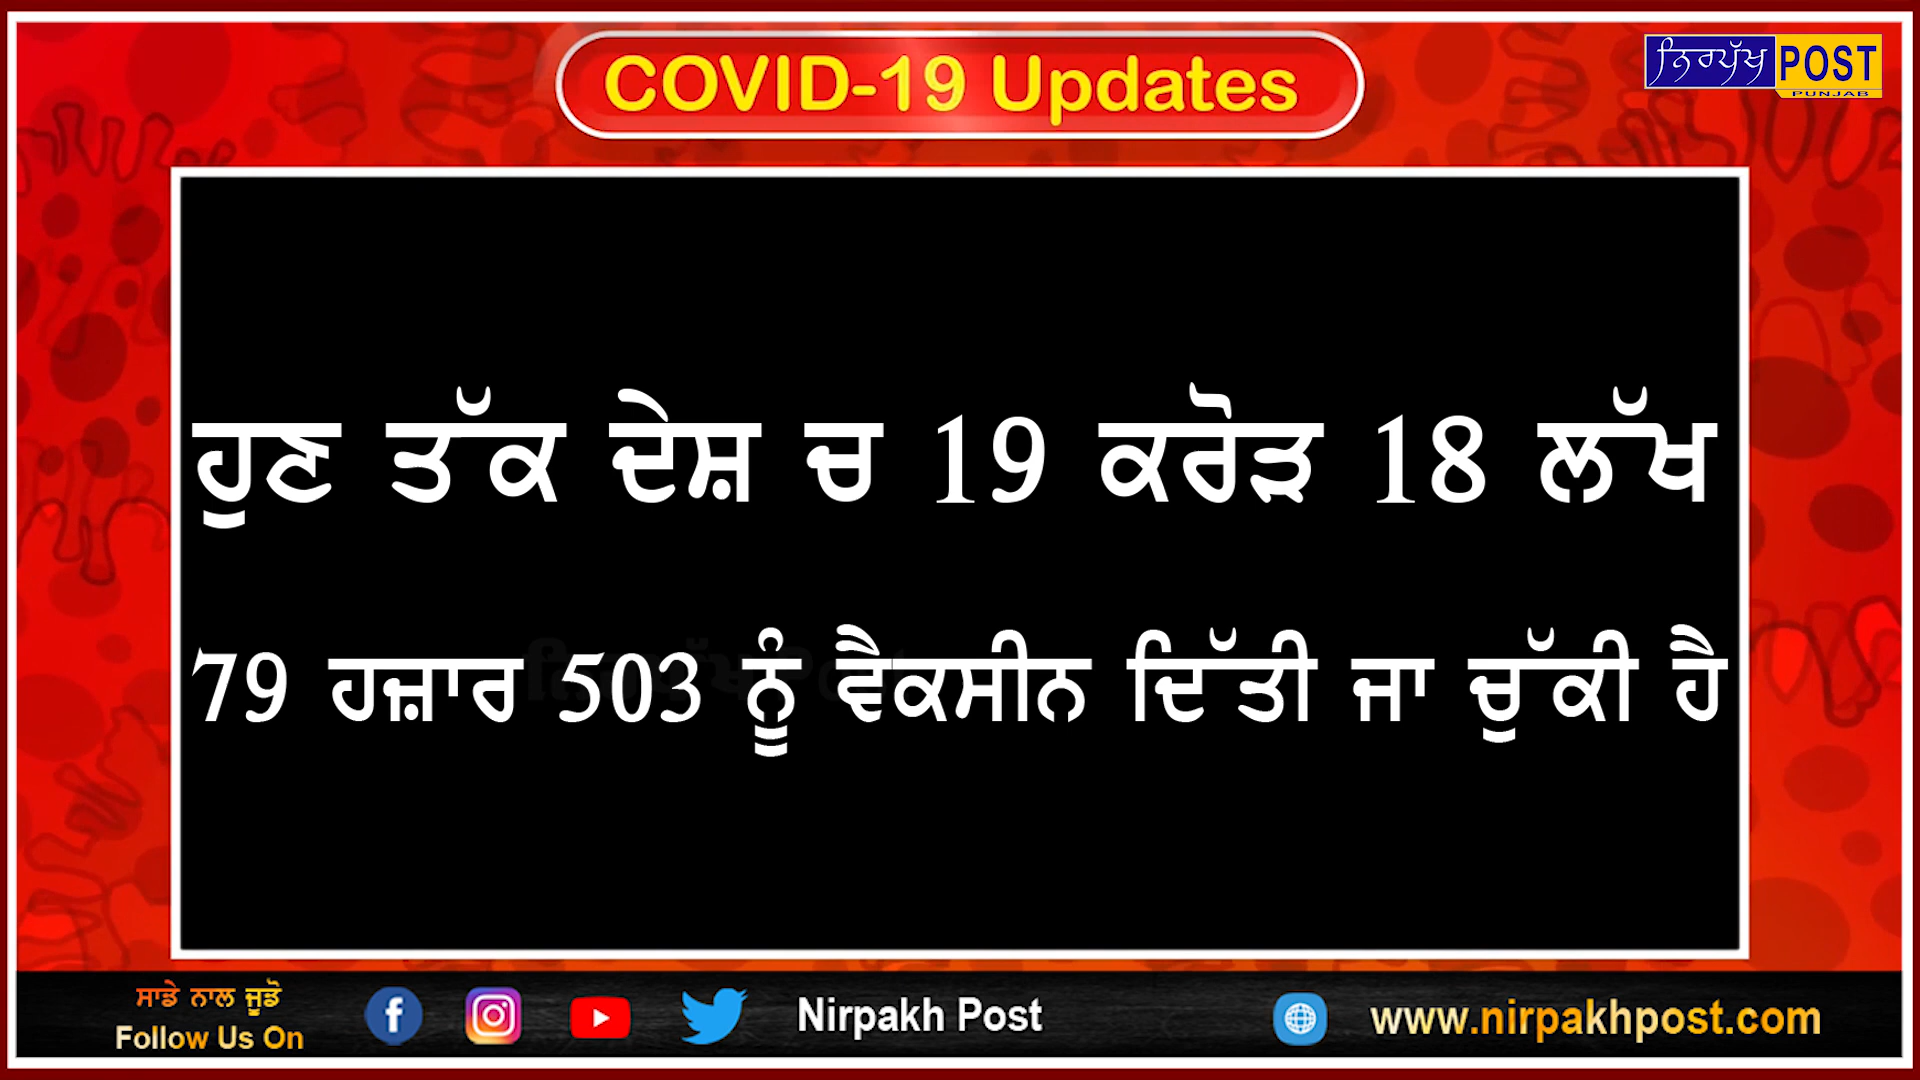 COVID-19 Updates
ਨਿਰਪੱਖ POST
PUNJAB
ਹੁਣ ਤੱਕ ਦੇਸ਼ ਚ 19 ਕਰੋੜ 18 ਲੱਖ
79 ਹਜ਼ਾਰ 503 ਨੂੰ ਵੈਕਸੀਨ ਦਿੱਤੀ ਜਾ ਚੁੱਕੀ ਹੈ
ਸਾਡੇ ਨਾਲ ਜੂਡੋ
Follow Us On
Nirpakh Post
www.nirpakhpost.com